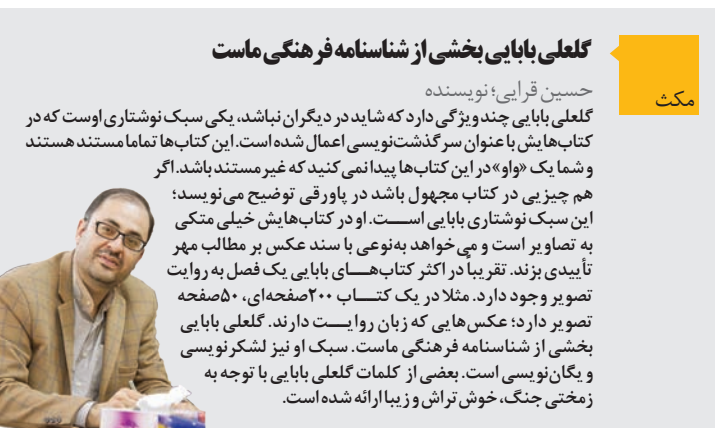 مکث
گلعلی بابایی بخشی از شناسنامه فرهنگی ماست
حسین قرایی؛ نویسنده
گلعلی بابایی چند ویژگی دارد که شاید در دیگران نباشد، یکی سبک نوشتاری اوست که در
کتاب‌هایش با عنوان سرگذشت‌نویسی اعمال شده است. این کتاب‌ها تماما مستند هستند
و شما یک «واو» در این کتاب‌ها پیدا نمی‌کنید که غیر مستند باشد. اگر
هم چیزیی در کتاب مجهول باشد در پاورقی توضیح می‌نویسد؛
این سبک نوشتاری بابایی اســـت. او در کتاب‌هایش خیلی متکی
به تصاویر است و می‌خواهد به‌نوعی با سند عکس بر مطالب مهر
تأییدی بزند. تقریباً در اکثر کتاب‌هـــای بابایی یک فصل به روایت
تصویر وجود دارد. مثلا در یک کتـــاب ۲۰۰صفحه‌ای، ۵۰صفحه
تصویر دارد؛ عکس‌هایی که زبان روایـــت دارند. گلعلی بابایی
بخشی از شناسنامه فرهنگی ماست. سبک او نیز لشکرنویسی
و یگان‌نویسی است. بعضی از کلمات گلعلی بابایی با توجه به
زمختی جنگ، خوش‌تراش و زیبا ارائه شده است.